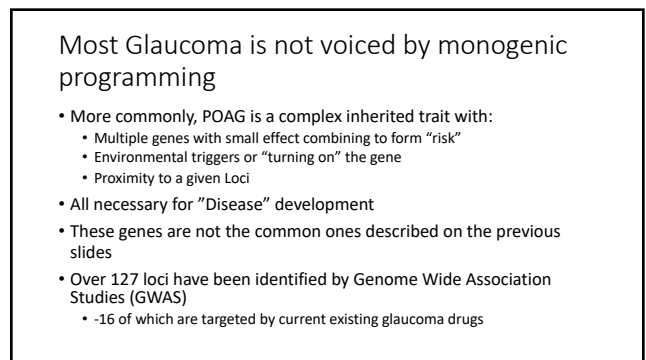 Most Glaucoma is not voiced by monogenic
programming
• More commonly, POAG is a complex inherited trait with:
• Multiple genes with small effect combining to form “risk”
• Environmental triggers or “turning on” the gene
• Proximity to a given Loci
• All necessary for ”Disease” development
• These genes are not the common ones described on the previous
slides
• Over 127 loci have been identified by Genome Wide Association
Studies (GWAS)
• -16 of which are targeted by current existing glaucoma drugs